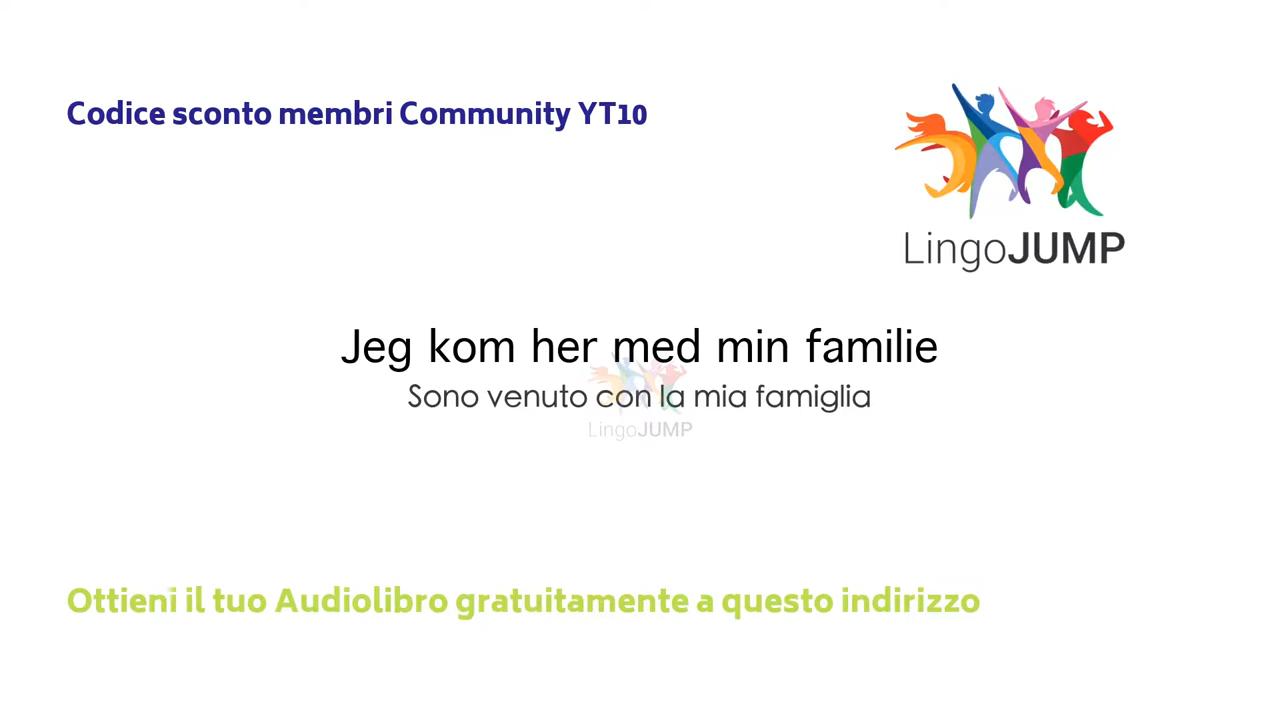 Codice sconto membri Community YT10
LingoJUMP
Jeg kom her med min familie
Sono venuto con la mia famiglia
LingoJUMP
Ottieni il tuo Audiolibro gratuitamente a questo indirizzo